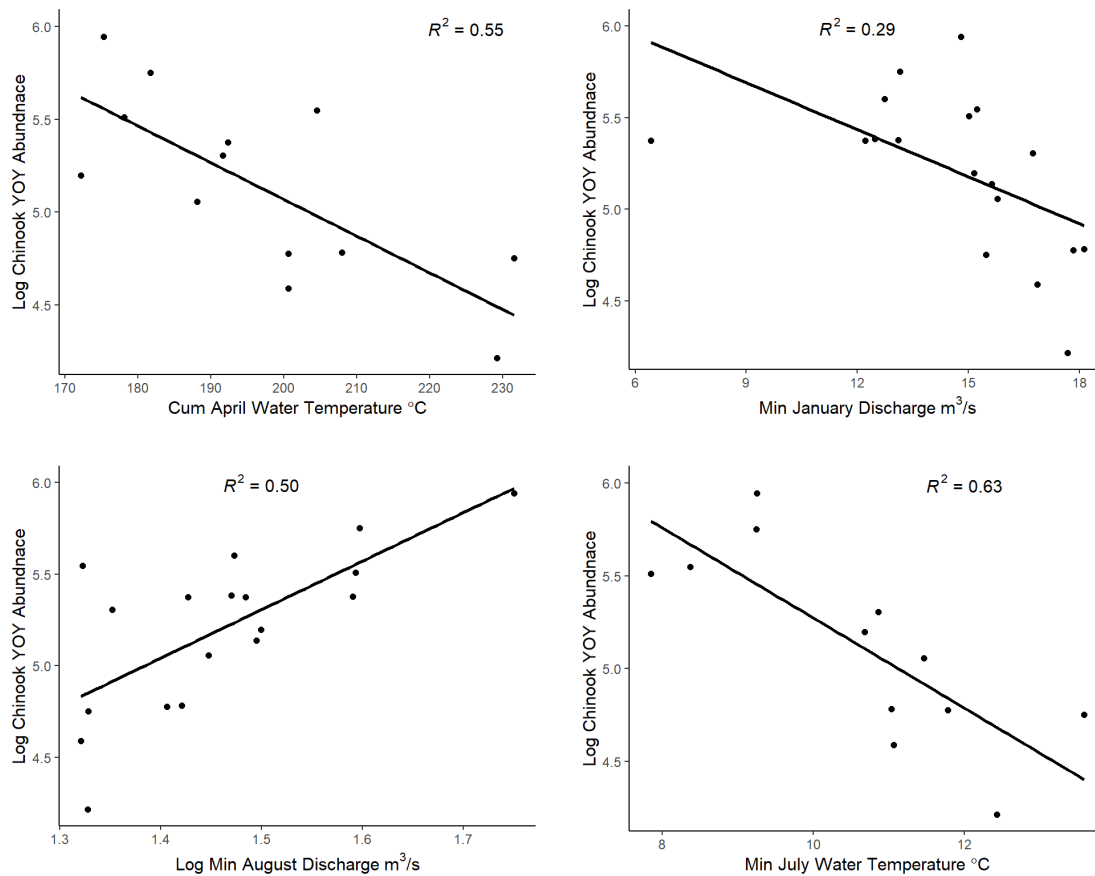 R² = 0.55
6.0
5.5
5.0
4.5
Log Chinook YOY Abundnace
170 180 190 200 210 220 230
Cum April Water Temperature °C
R² = 0.29
6.0
5.5
5.0
4.5
Log Chinook YOY Abundnace
6 9 12 15 18
Min January Discharge m³/s
R² = 0.50
6.0
5.5
5.0
4.5
Log Chinook YOY Abundnace
1.3 1.4 1.5 1.6 1.7
Log Min August Discharge m³/s
R² = 0.63
6.0
5.5
5.0
4.5
Log Chinook YOY Abundnace
8 10 12
Min July Water Temperature °C